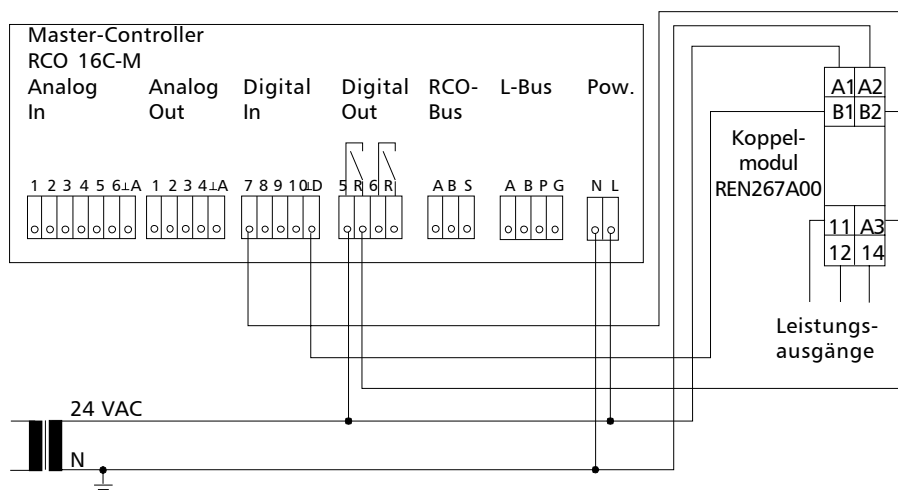 Master-Controller
RCO 16C-M
Analog In
Analog Out
Digital In
Digital Out
RCO-Bus
L-Bus
Pow.
1 2 3 4 5 6⊥A
1 2 3 4⊥A
7 8 9 10⊥D
5 R 6 R
A B S
A B P G
N L
A1 A2
B1 B2
Koppel-
modul
REN267A00
11 A3
12 14
Leistungs-
ausgänge
24 VAC
N